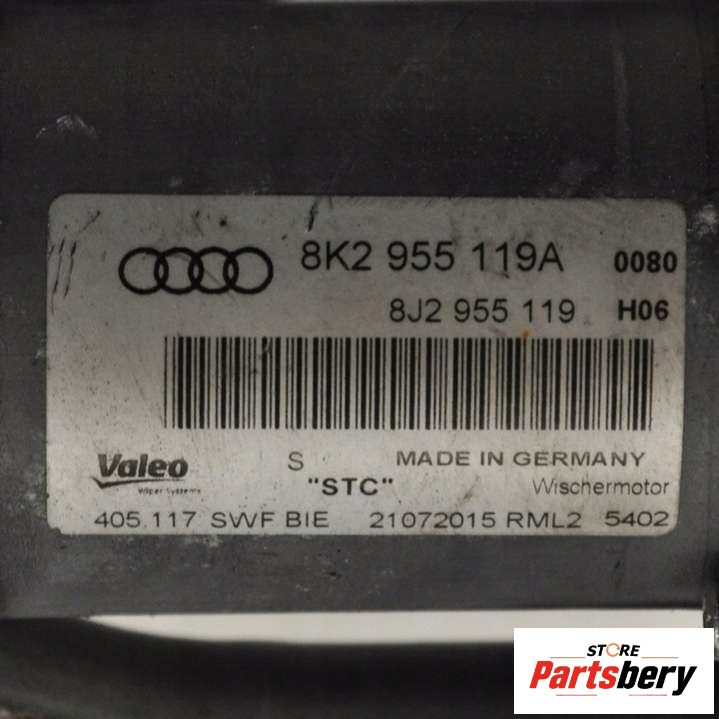 8K2 955 119A 0080
8J2 955 119 H06
Valeo S MADE IN GERMANY
Wiper Systems "STC" Wischermotor
405.117 SWF BIE 21072015 RML2 5402
STORE
Partsbery